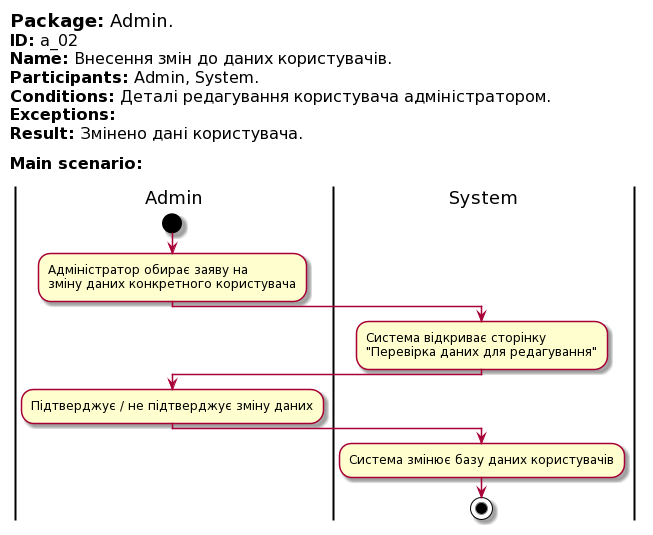 Package: Admin.
ID: a_02
Name: Внесення змін до даних користувачів.
Participants: Admin, System.
Conditions: Деталі редагування користувача адміністратором.
Exceptions:
Result: Змінено дані користувача.
Main scenario:
Admin
System
Адміністратор обирає заяву на
зміну даних конкретного користувача
Система відкриває сторінку
"Перевірка даних для редагування"
Підтверджує / не підтверджує зміну даних
Система змінює базу даних користувачів